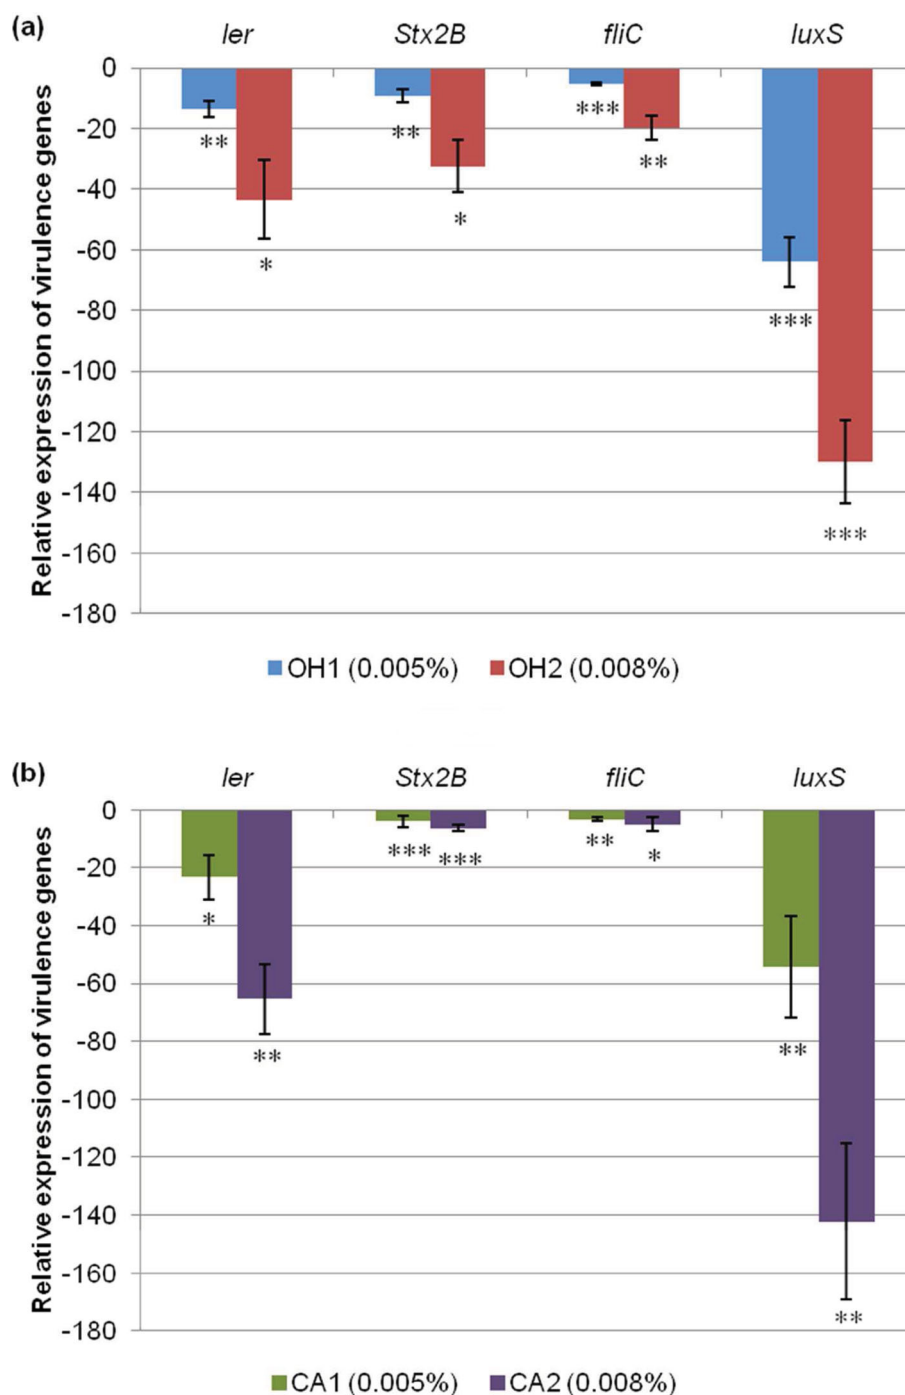 (a)
ler Stx2B fliC luxS
Relative expression of virulence genes
0
-20
-40
-60
-80
-100
-120
-140
-160
-180
** * ** * *** ** *** ***
OH1 (0.005%) OH2 (0.008%)
(b)
ler Stx2B fliC luxS
Relative expression of virulence genes
0
-20
-40
-60
-80
-100
-120
-140
-160
-180
* ** *** *** ** * ** **
CA1 (0.005%) CA2 (0.008%)